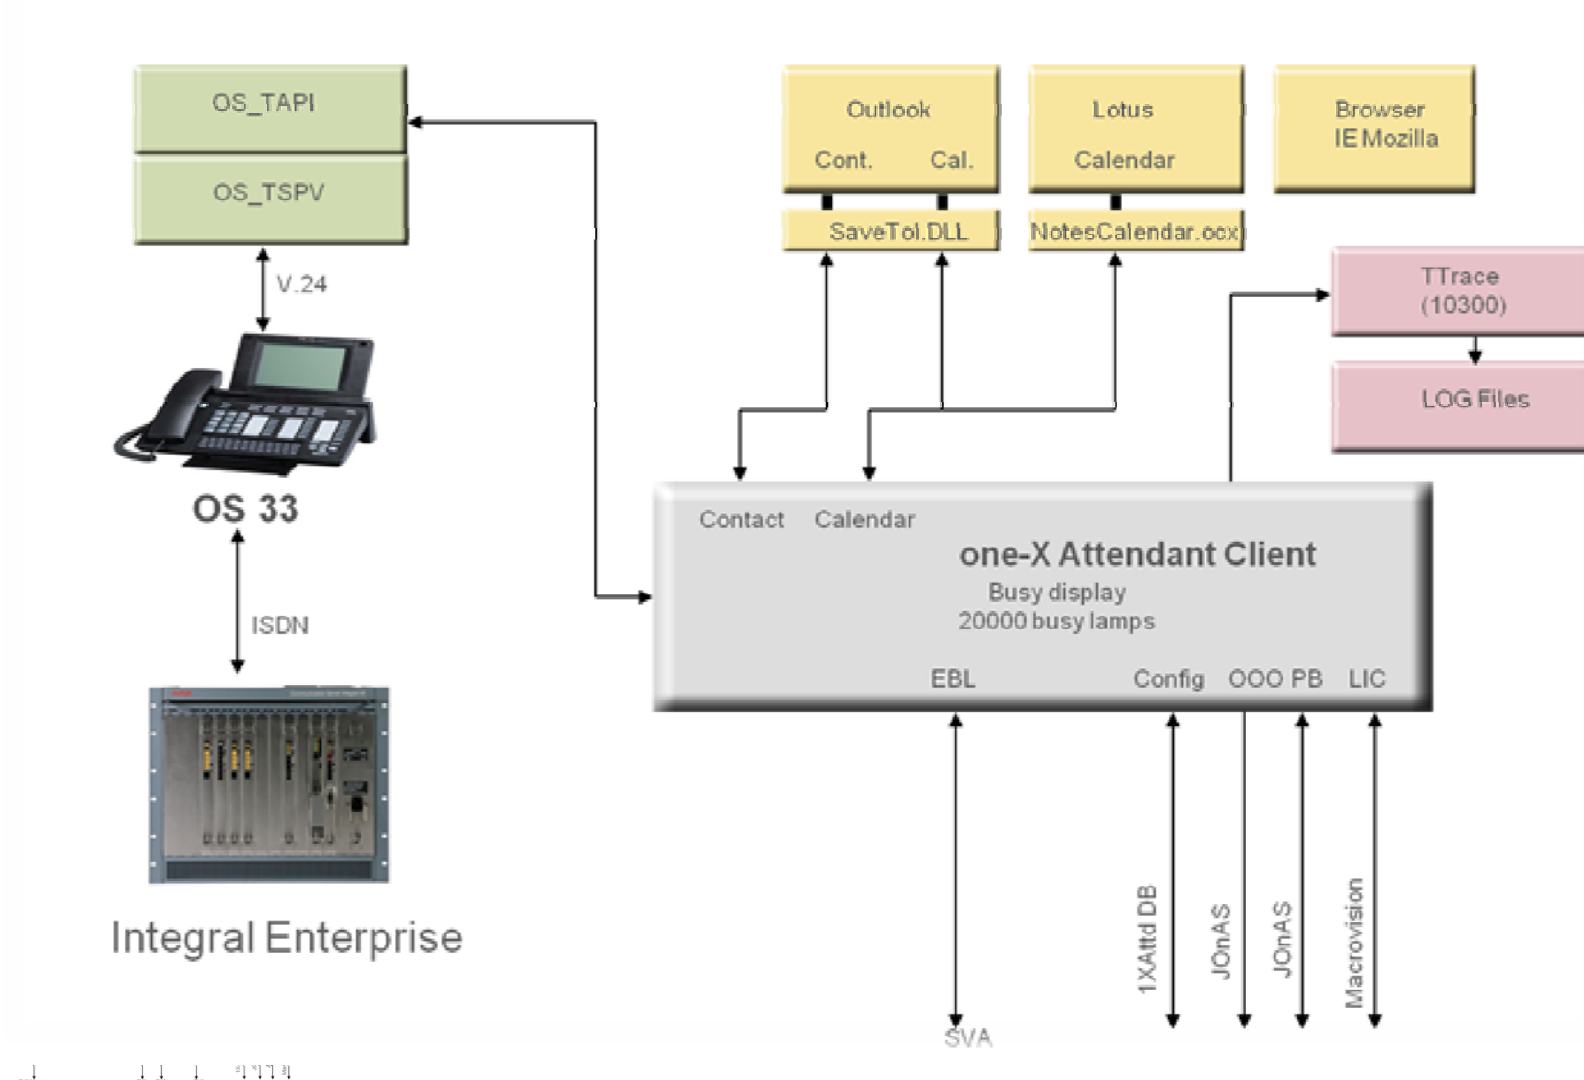 OS_TAPI
OS_TSPV
V.24
OS 33
ISDN
Integral Enterprise
Outlook
Cont. Cal.
SaveTol.DLL
Lotus
Calendar
NotesCalendar.ocx
Browser
IE Mozilla
TTrace
(10300)
LOG Files
Contact Calendar
one-X Attendant Client
Busy display
20000 busy lamps
EBL Config OOO PB LIC
1XAttd DB
JOnAS
JOnAS
Macrovision
SVA